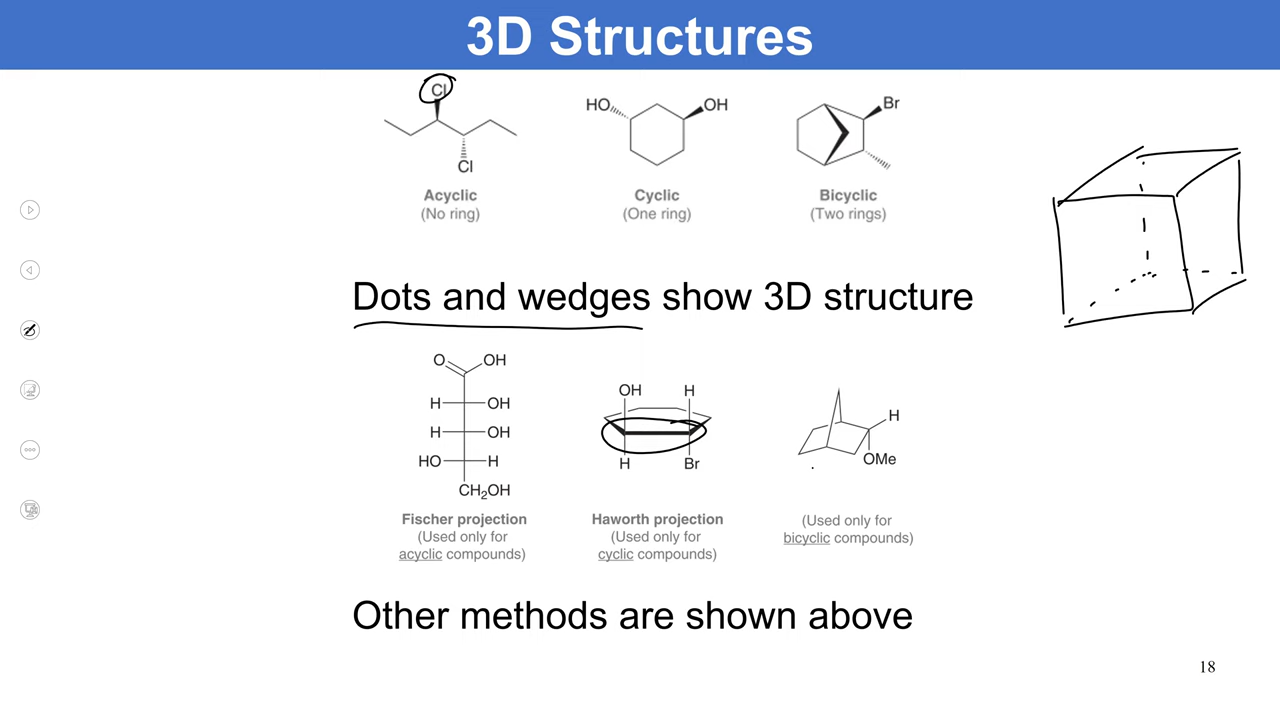 3D Structures
Cl
Cl
Acyclic
(No ring)
HO
OH
Cyclic
(One ring)
Br
Bicyclic
(Two rings)
Dots and wedges show 3D structure
O OH
H OH
H OH
HO H
CH₂OH
Fischer projection
(Used only for
acyclic compounds)
OH H
H Br
Haworth projection
(Used only for
cyclic compounds)
H
OMe
(Used only for
bicyclic compounds)
Other methods are shown above
18